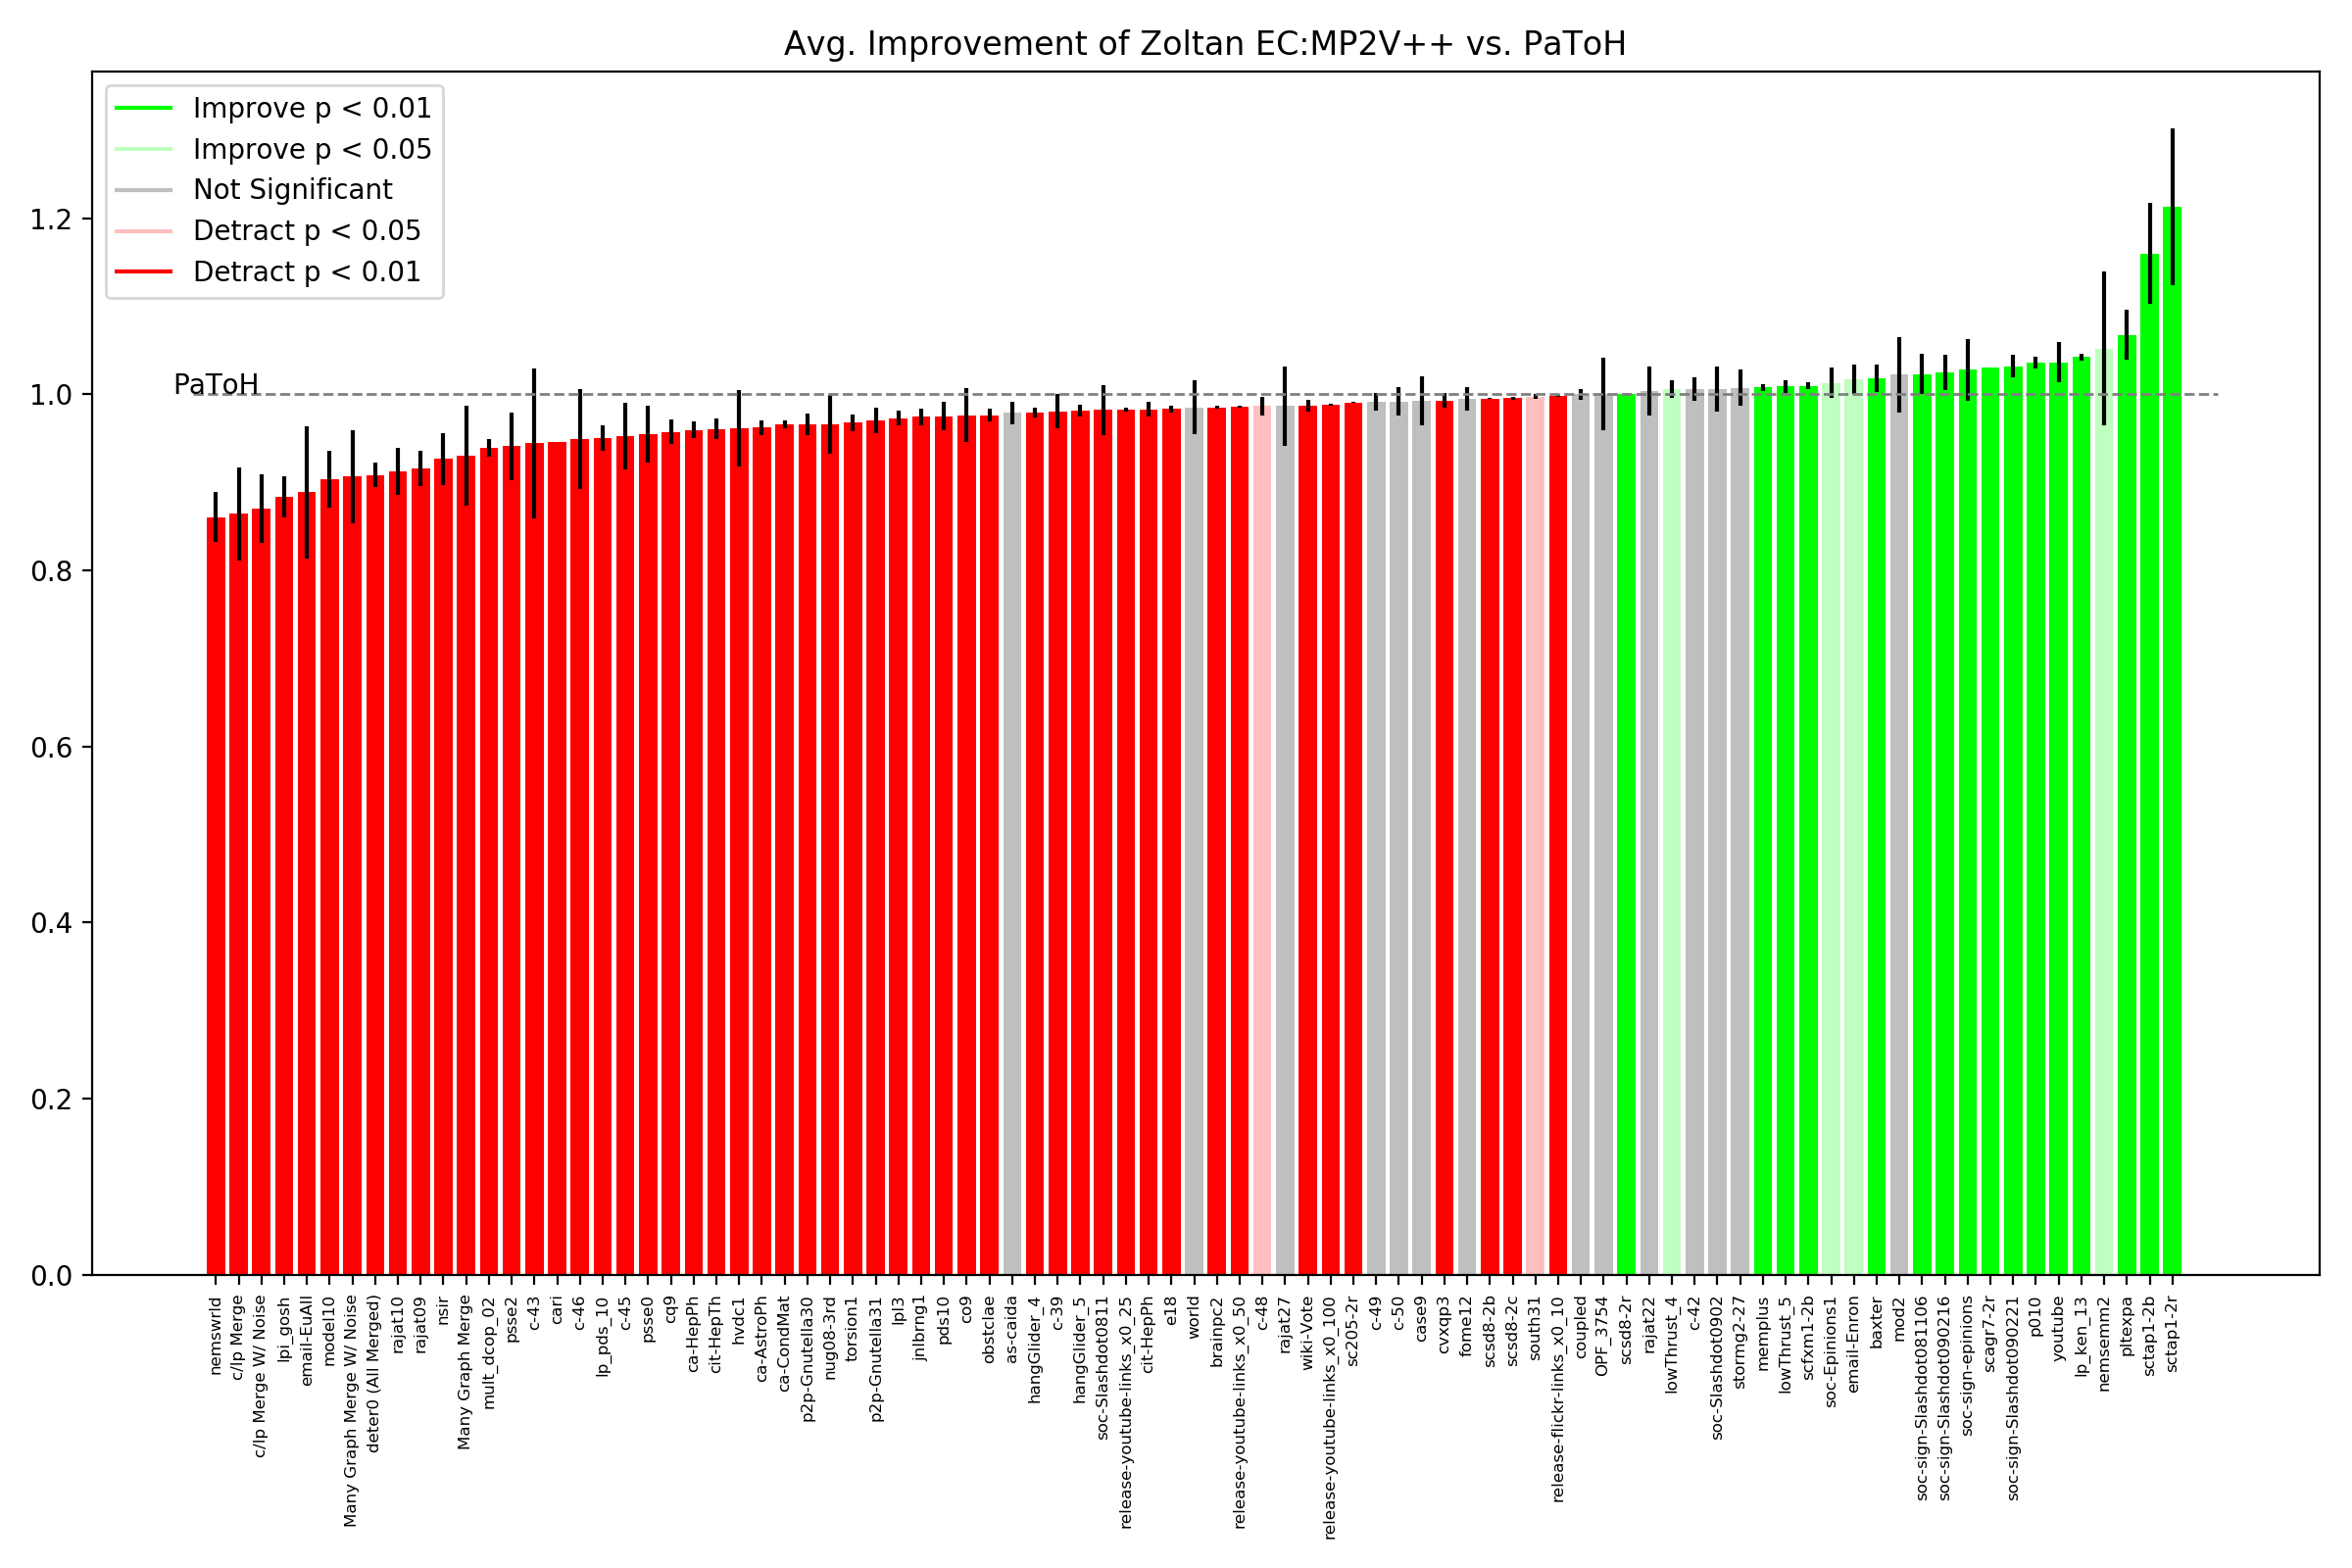 Avg. Improvement of Zoltan EC:MP2V++ vs. PaToH
Improve p < 0.01
Improve p < 0.05
Not Significant
Detract p < 0.05
Detract p < 0.01
1.2
1.0
0.8
0.6
0.4
0.2
0.0
PaToH
nemswrld
c/lp Merge
c/lp Merge W/ Noise
lpi_gosh
email-EuAll
model10
Many Graph Merge W/ Noise
deter0 (All Merged)
rajat10
rajat09
nsir
Many Graph Merge
mult_dcop_02
psse2
c-43
cari
c-46
lp_pds_10
c-45
psse0
cq9
ca-HepPh
cit-HepTh
hvdc1
ca-AstroPh
ca-CondMat
p2p-Gnutella30
nug08-3rd
torsion1
p2p-Gnutella31
lpl3
jnlbrng1
pds10
co9
obstclae
as-caida
hangGlider_4
c-39
hangGlider_5
soc-Slashdot0811
release-youtube-links_x0_25
cit-HepPh
e18
world
brainpc2
release-youtube-links_x0_50
c-48
rajat27
wiki-Vote
release-youtube-links_x0_100
sc205-2r
c-49
c-50
case9
cvxqp3
fome12
scsd8-2b
scsd8-2c
south31
release-flickr-links_x0_10
coupled
OPF_3754
scsd8-2r
rajat22
lowThrust_4
c-42
soc-Slashdot0902
stormg2-27
memplus
lowThrust_5
scfxm1-2b
soc-Epinions1
email-Enron
baxter
mod2
soc-sign-Slashdot081106
soc-sign-Slashdot090216
soc-sign-epinions
scagr7-2r
soc-sign-Slashdot090221
p010
youtube
lp_ken_13
nemsemm2
pltexpa
sctap1-2b
sctap1-2r